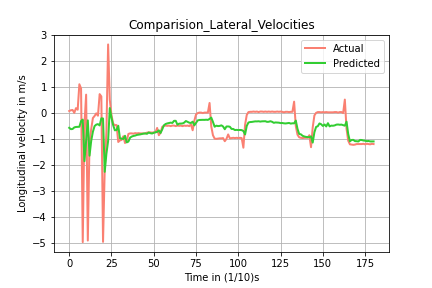 Comparision_Lateral_Velocities
Actual
Predicted
Longitudinal velocity in m/s
3
2
1
0
−1
−2
−3
−4
−5
0 25 50 75 100 125 150 175
Time in (1/10)s